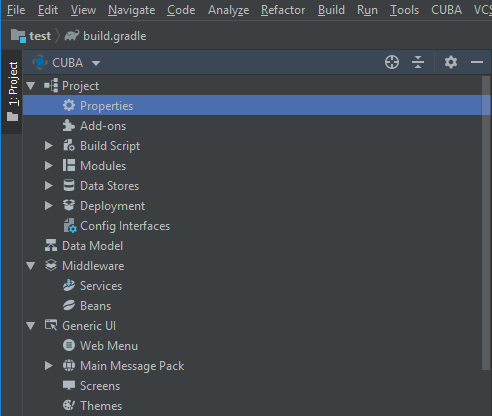 File Edit View Navigate Code Analyze Refactor Build Run Tools CUBA VCS
test build.gradle
1: Project
CUBA
Project
Properties
Add-ons
Build Script
Modules
Data Stores
Deployment
Config Interfaces
Data Model
Middleware
Services
Beans
Generic UI
Web Menu
Main Message Pack
Screens
Themes